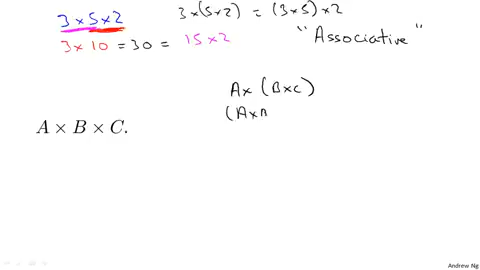 3 × 5 × 2
3 × 10 = 30 = 15 × 2
3 × (5 × 2) = (3 × 5) × 2
"Associative"
A × (B × C)
(A × B
A × B × C.
Andrew Ng